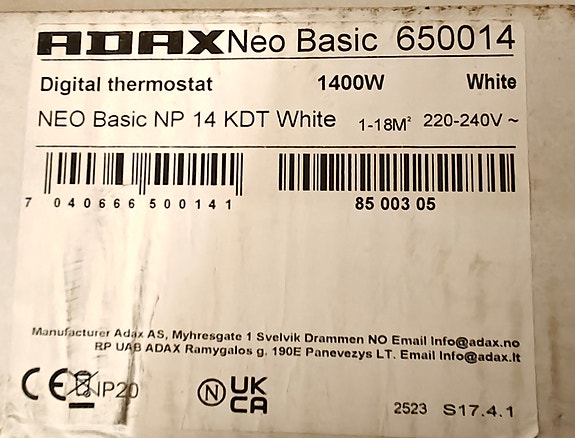 ADAX Neo Basic 650014
Digital thermostat 1400W White
NEO Basic NP 14 KDT White 1-18M² 220-240V ~
7 040666 500141 85 003 05
Manufacturer Adax AS, Myhresgate 1 Svelvik Drammen NO Email Info@adax.no
RP UAB ADAX Ramygalos g. 190E Panevezys LT. Email Info@adax.lt
CE IP20 N UK
CA 2523 S17.4.1